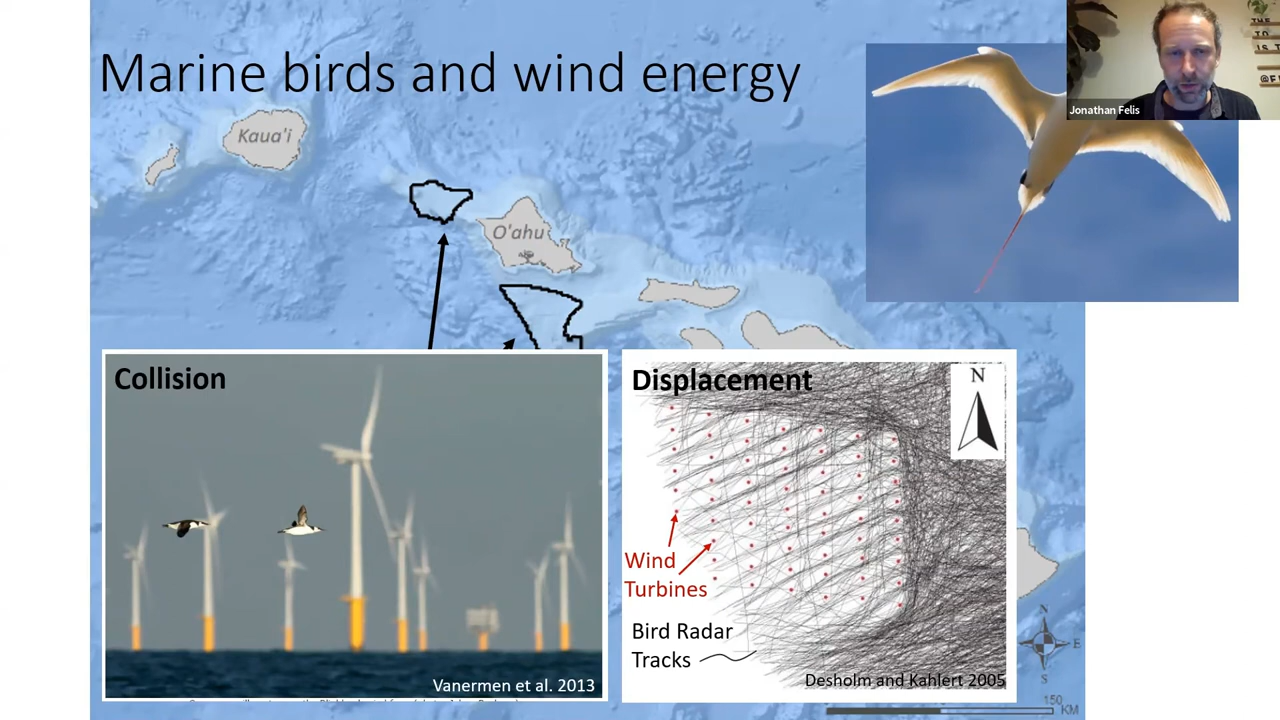 Marine birds and wind energy
Jonathan Felis
Kaua'i
O'ahu
Collision
Vanermen et al. 2013
Displacement
N
Wind
Turbines
Bird Radar
Tracks
Desholm and Kahlert 2005
N
E
S
150
KM